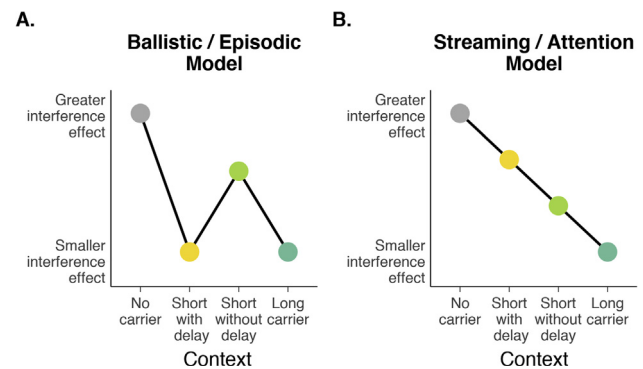 A.
Ballistic / Episodic
Model
Greater
interference
effect
Smaller
interference
effect
No
carrier
Short
with
delay
Short
without
delay
Long
carrier
Context
B.
Streaming / Attention
Model
Greater
interference
effect
Smaller
interference
effect
No
carrier
Short
with
delay
Short
without
delay
Long
carrier
Context